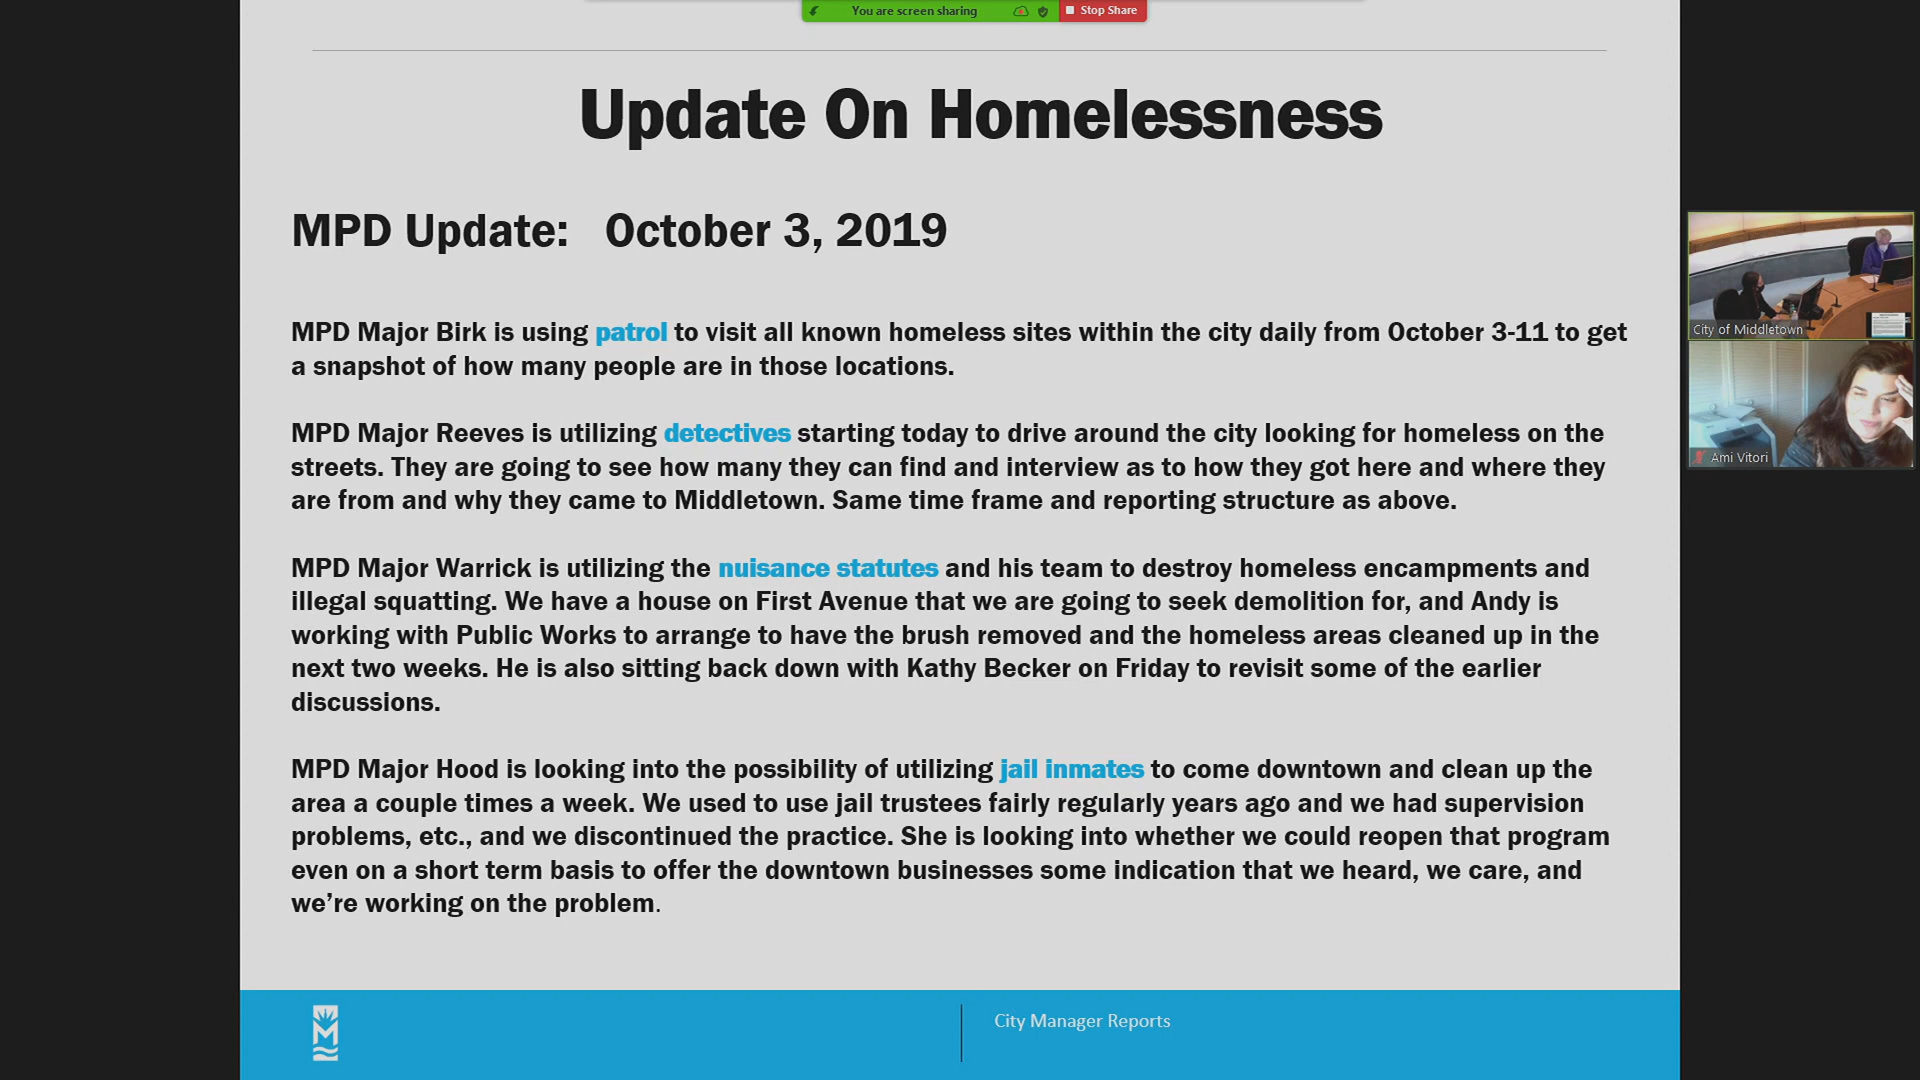 You are screen sharing
Stop Share
Update On Homelessness
MPD Update: October 3, 2019
MPD Major Birk is using patrol to visit all known homeless sites within the city daily from October 3-11 to get
a snapshot of how many people are in those locations.
MPD Major Reeves is utilizing detectives starting today to drive around the city looking for homeless on the
streets. They are going to see how many they can find and interview as to how they got here and where they
are from and why they came to Middletown. Same time frame and reporting structure as above.
MPD Major Warrick is utilizing the nuisance statutes and his team to destroy homeless encampments and
illegal squatting. We have a house on First Avenue that we are going to seek demolition for, and Andy is
working with Public Works to arrange to have the brush removed and the homeless areas cleaned up in the
next two weeks. He is also sitting back down with Kathy Becker on Friday to revisit some of the earlier
discussions.
MPD Major Hood is looking into the possibility of utilizing jail inmates to come downtown and clean up the
area a couple times a week. We used to use jail trustees fairly regularly years ago and we had supervision
problems, etc., and we discontinued the practice. She is looking into whether we could reopen that program
even on a short term basis to offer the downtown businesses some indication that we heard, we care, and
we’re working on the problem.
M
City Manager Reports
City of Middletown
Ami Vitori